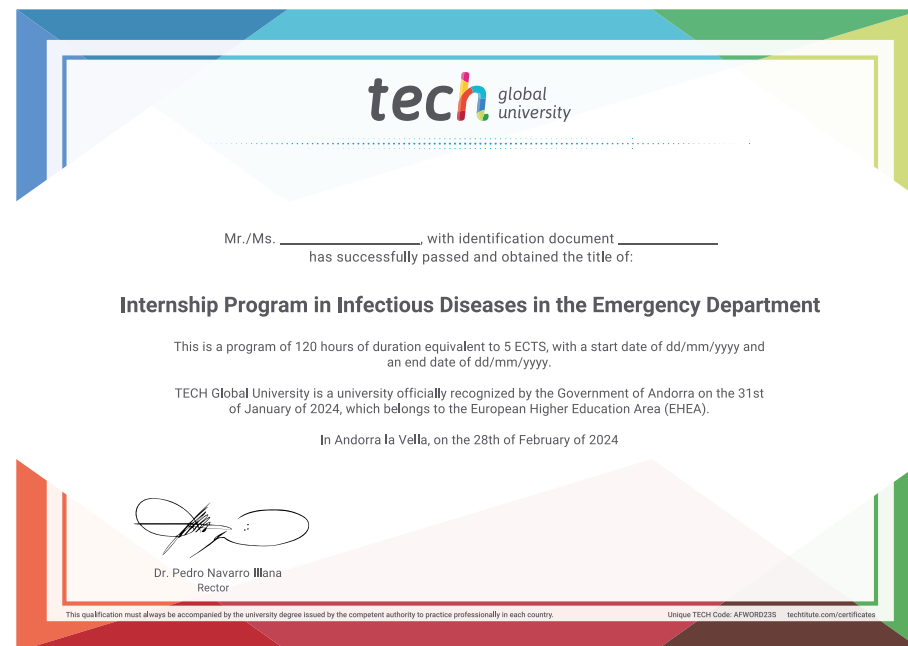 tech global
university
Mr./Ms. ____________________, with identification document ______________
has successfully passed and obtained the title of:
Internship Program in Infectious Diseases in the Emergency Department
This is a program of 120 hours of duration equivalent to 5 ECTS, with a start date of dd/mm/yyyy and
an end date of dd/mm/yyyy.
TECH Global University is a university officially recognized by the Government of Andorra on the 31st
of January of 2024, which belongs to the European Higher Education Area (EHEA).
In Andorra la Vella, on the 28th of February of 2024
Dr. Pedro Navarro Illana
Rector
This qualification must always be accompanied by the university degree issued by the competent authority to practice professionally in each country. Unique TECH Code: AFWORD23S techtitute.com/certificates